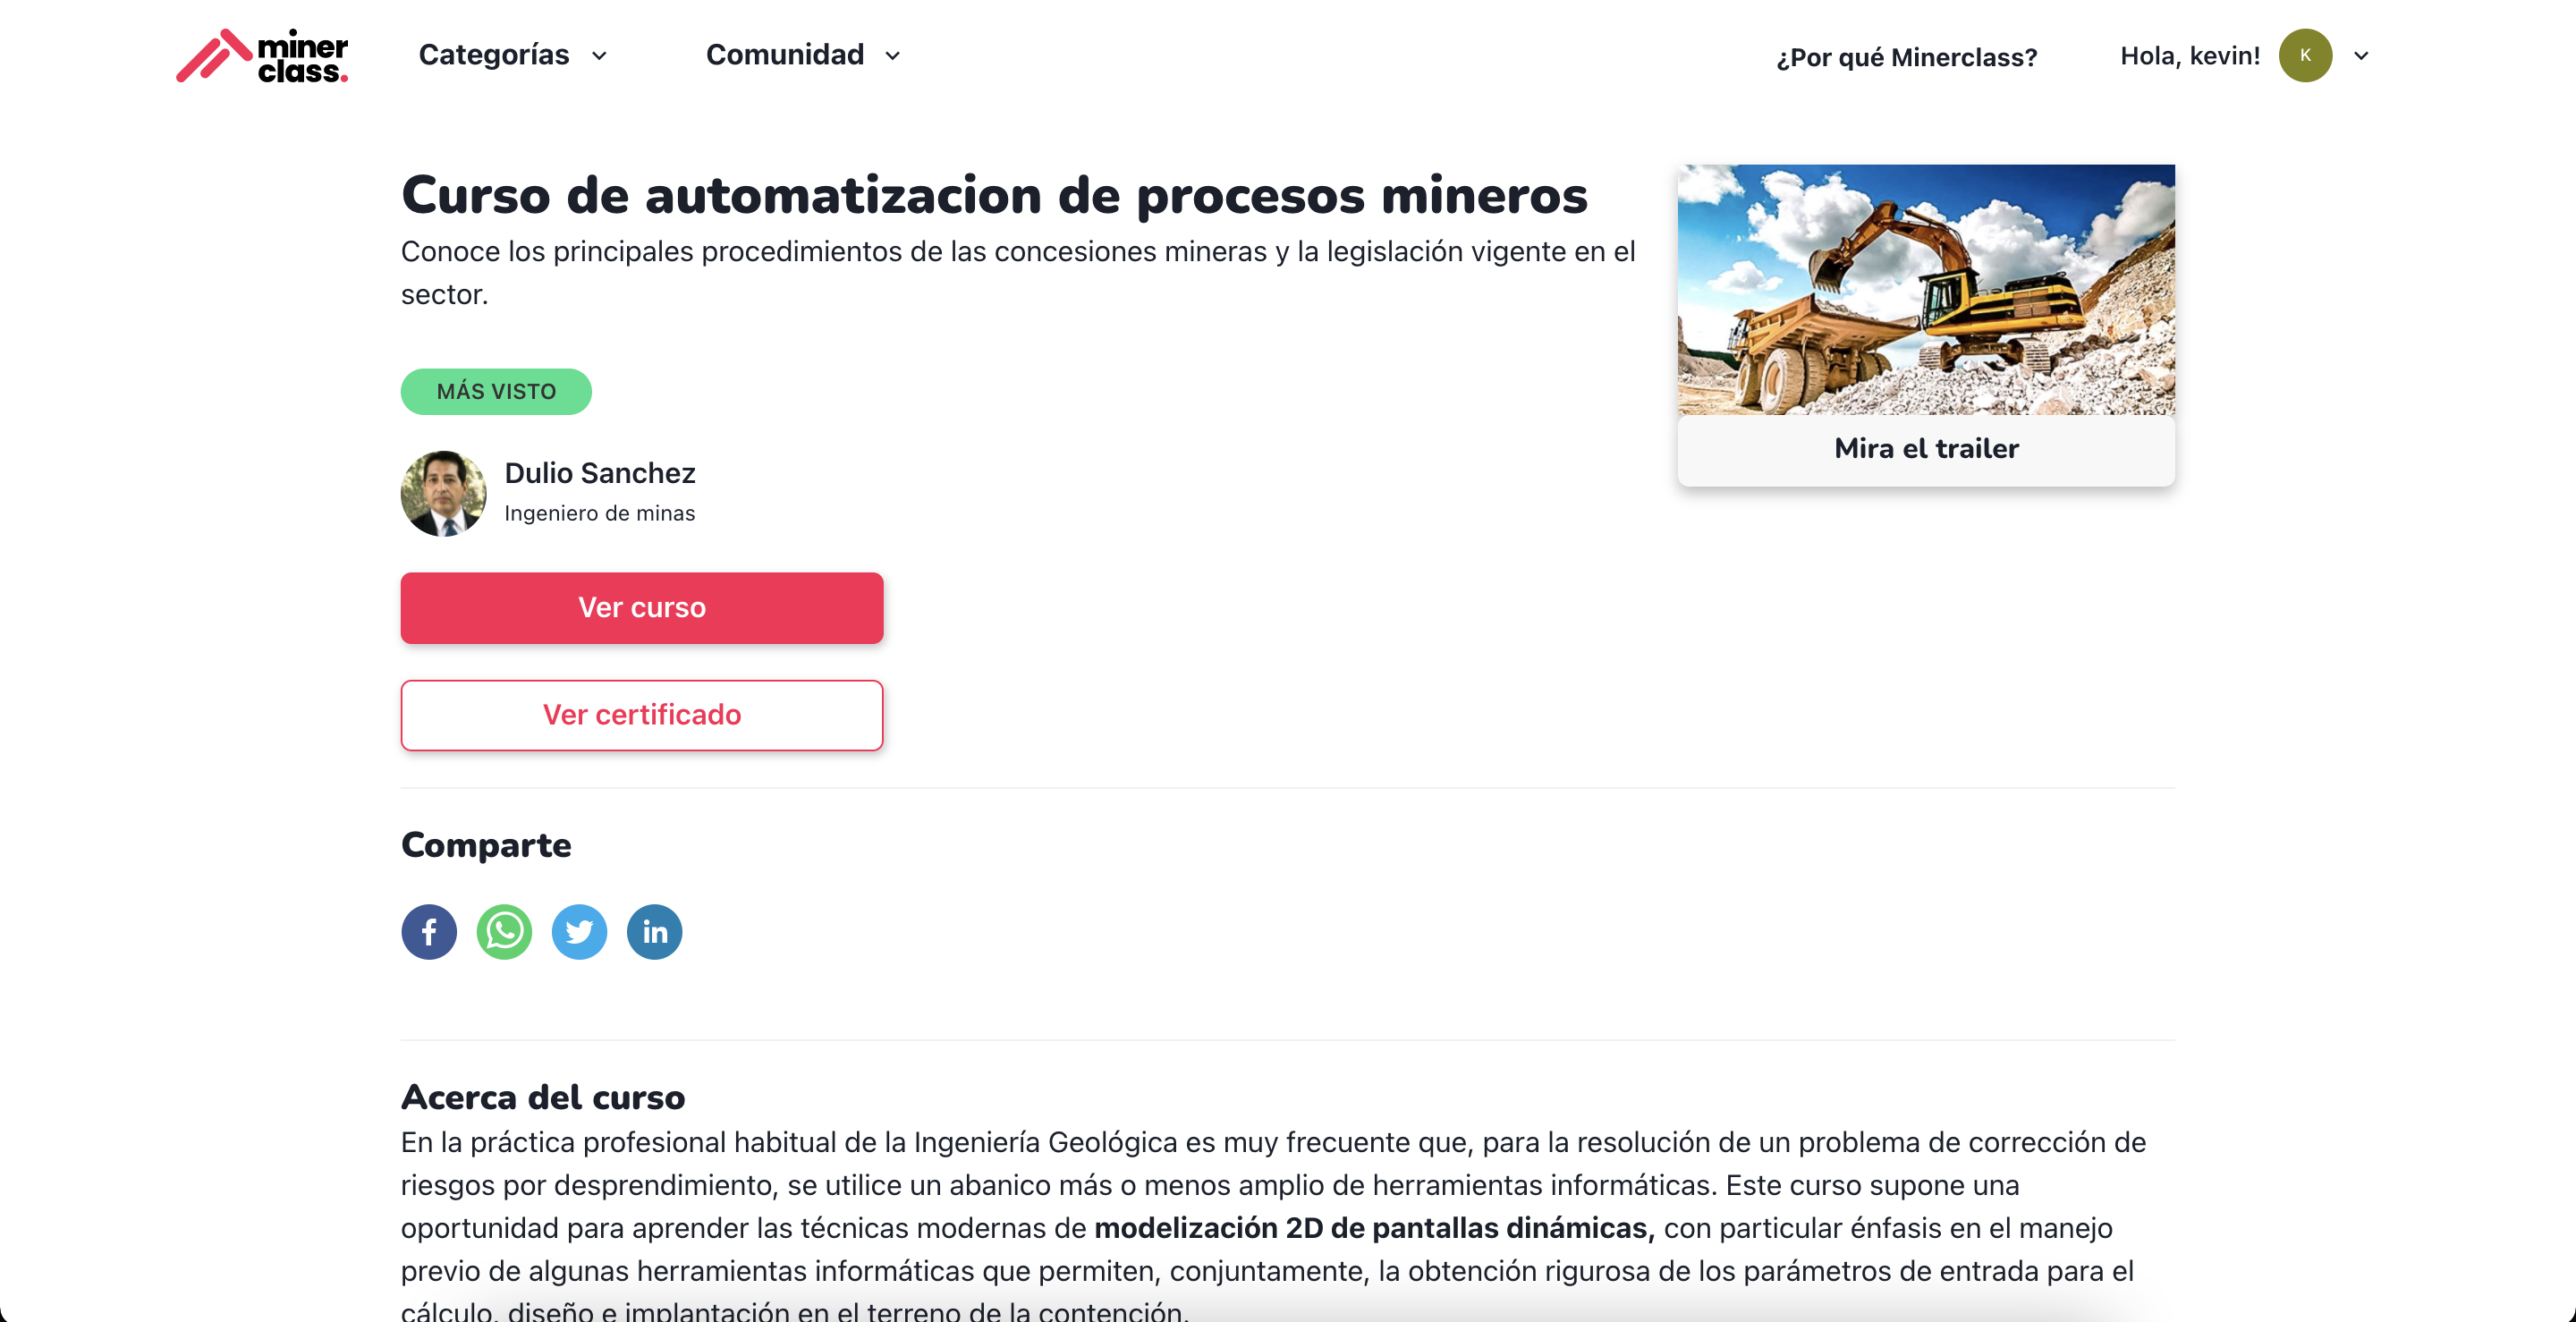 miner
class.
Categorías
Comunidad
¿Por qué Minerclass?
Hola, kevin!
K
Curso de automatizacion de procesos mineros
Conoce los principales procedimientos de las concesiones mineras y la legislación vigente en el
sector.
MÁS VISTO
Dulio Sanchez
Ingeniero de minas
Mira el trailer
Ver curso
Ver certificado
Comparte
Acerca del curso
En la práctica profesional habitual de la Ingeniería Geológica es muy frecuente que, para la resolución de un problema de corrección de
riesgos por desprendimiento, se utilice un abanico más o menos amplio de herramientas informáticas. Este curso supone una
oportunidad para aprender las técnicas modernas de modelización 2D de pantallas dinámicas, con particular énfasis en el manejo
previo de algunas herramientas informáticas que permiten, conjuntamente, la obtención rigurosa de los parámetros de entrada para el
cálculo, diseño e implantación en el terreno de la contención.